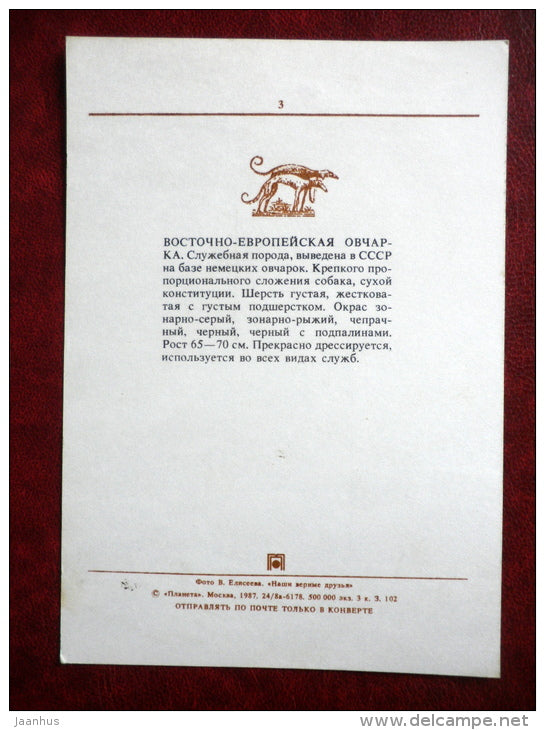 3
ВОСТОЧНО-ЕВРОПЕЙСКАЯ ОВЧАР-
КА. Служебная порода, выведена в СССР
на базе немецких овчарок. Крепкого про-
порционального сложения собака, сухой
конституции. Шерсть густая, жесткова-
тая с густым подшерстком. Окрас зо-
нарно-серый, зонарно-рыжий, чепрач-
ный, черный, черный с подпалинами.
Рост 65—70 см. Прекрасно дрессируется,
используется во всех видах служб.
Фото В. Елисеева. «Наши верные друзья»
© «Планета». Москва, 1987. 24/8а-6178. 500 000 экз. 3 к. З. 102
ОТПРАВЛЯТЬ ПО ПОЧТЕ ТОЛЬКО В КОНВЕРТЕ
jaanhus
www.delcampe.net